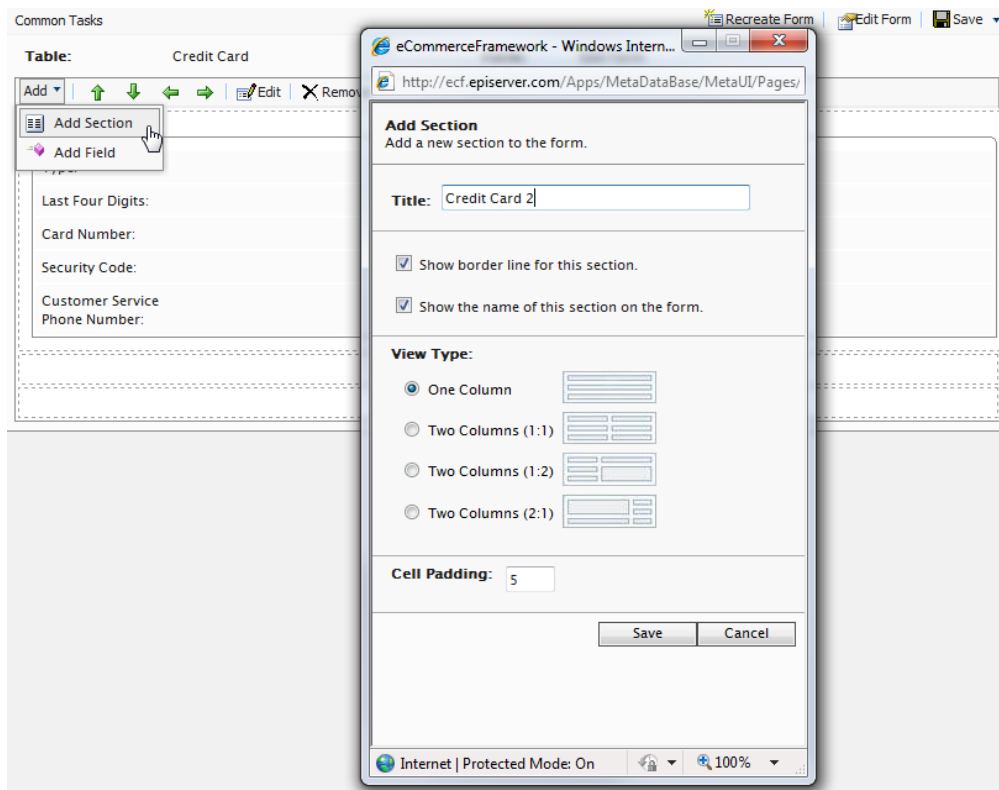 Common Tasks
Recreate Form
Edit Form
Save
Table:
Credit Card
Add
Edit
Add Section
Add Field
Last Four Digits:
Card Number:
Security Code:
Customer Service
Phone Number:
eCommerceFramework - Windows Intern...
http://ecf.episerver.com/Apps/MetaDataBase/MetaUI/Pages/
Add Section
Add a new section to the form.
Title:
Credit Card 2
Show border line for this section.
Show the name of this section on the form.
View Type:
One Column
Two Columns (1:1)
Two Columns (1:2)
Two Columns (2:1)
Cell Padding:
5
Save
Cancel
Internet | Protected Mode: On
100%